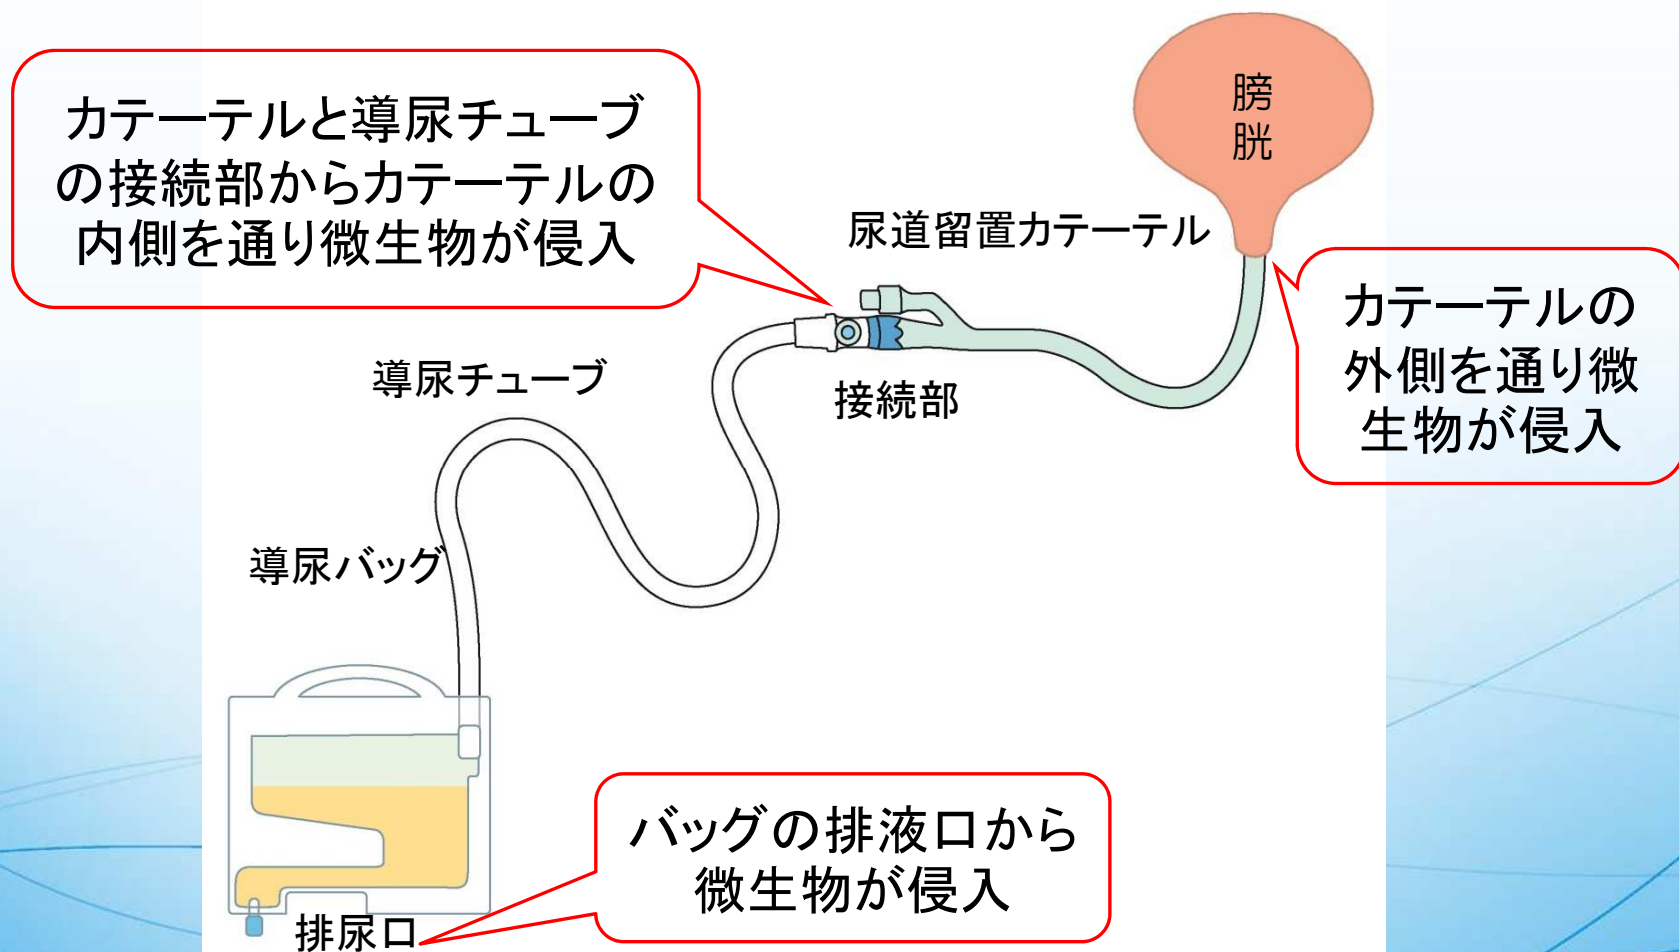 カテーテルと導尿チューブ
の接続部からカテーテルの
内側を通り微生物が侵入
膀
胱
尿道留置カテーテル
カテーテルの
外側を通り微
生物が侵入
導尿チューブ
接続部
導尿バッグ
バッグの排液口から
微生物が侵入
排尿口